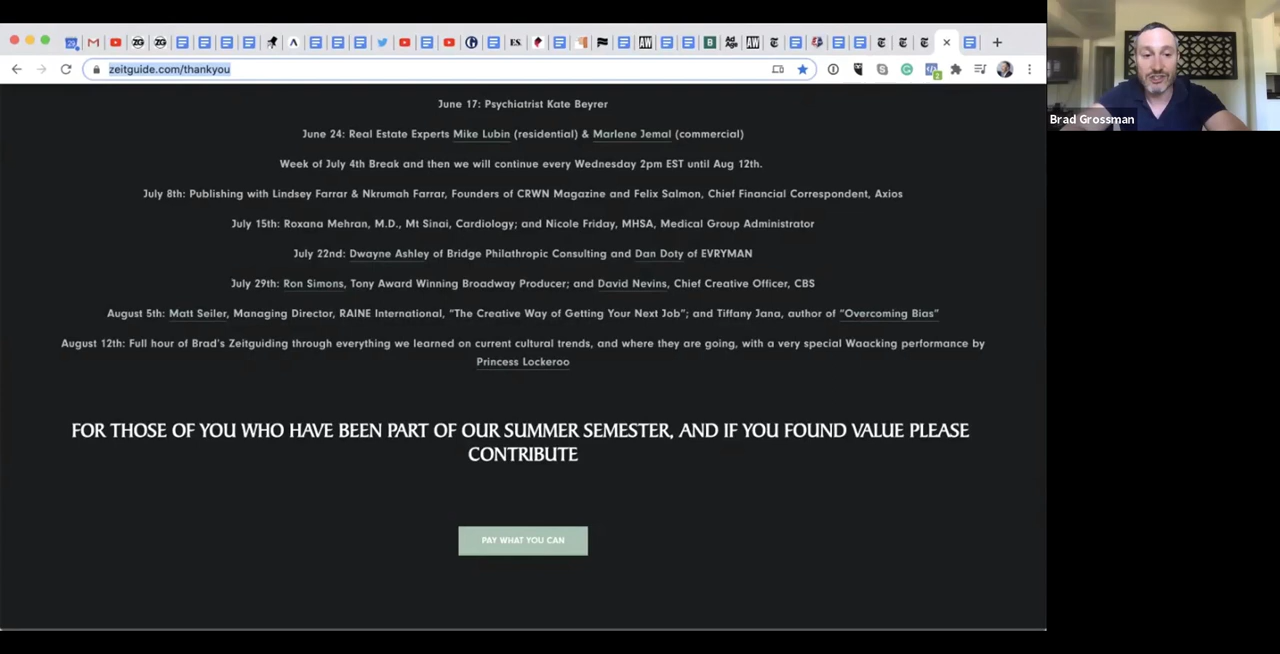 zeitguide.com/thankyou
Brad Grossman
June 17: Psychiatrist Kate Beyrer
June 24: Real Estate Experts Mike Lubin (residential) & Marlene Jemal (commercial)
Week of July 4th Break and then we will continue every Wednesday 2pm EST until Aug 12th.
July 8th: Publishing with Lindsey Farrar & Nkrumah Farrar, Founders of CRWN Magazine and Felix Salmon, Chief Financial Correspondent, Axios
July 15th: Roxana Mehran, M.D., Mt Sinai, Cardiology; and Nicole Friday, MHSA, Medical Group Administrator
July 22nd: Dwayne Ashley of Bridge Philathropic Consulting and Dan Doty of EVRYMAN
July 29th: Ron Simons, Tony Award Winning Broadway Producer; and David Nevins, Chief Creative Officer, CBS
August 5th: Matt Seiler, Managing Director, RAINE International, "The Creative Way of Getting Your Next Job"; and Tiffany Jana, author of "Overcoming Bias"
August 12th: Full hour of Brad's Zeitguiding through everything we learned on current cultural trends, and where they are going, with a very special Waacking performance by
Princess Lockeroo
FOR THOSE OF YOU WHO HAVE BEEN PART OF OUR SUMMER SEMESTER, AND IF YOU FOUND VALUE PLEASE
CONTRIBUTE
PAY WHAT YOU CAN